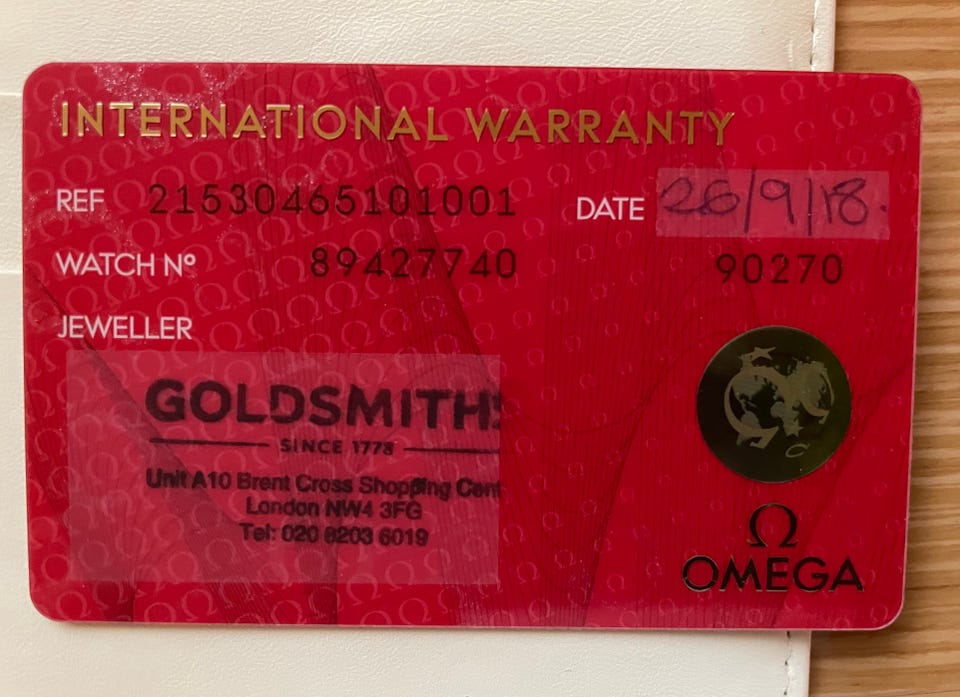 INTERNATIONAL WARRANTY
REF 21530465101001 DATE 26/9/18.
WATCH Nº 89427740 90270
JEWELLER
GOLDSMITHS
SINCE 1778
Unit A10 Brent Cross Shopping Cent
London NW4 3FG
Tel: 020 8203 6019
Ω
OMEGA